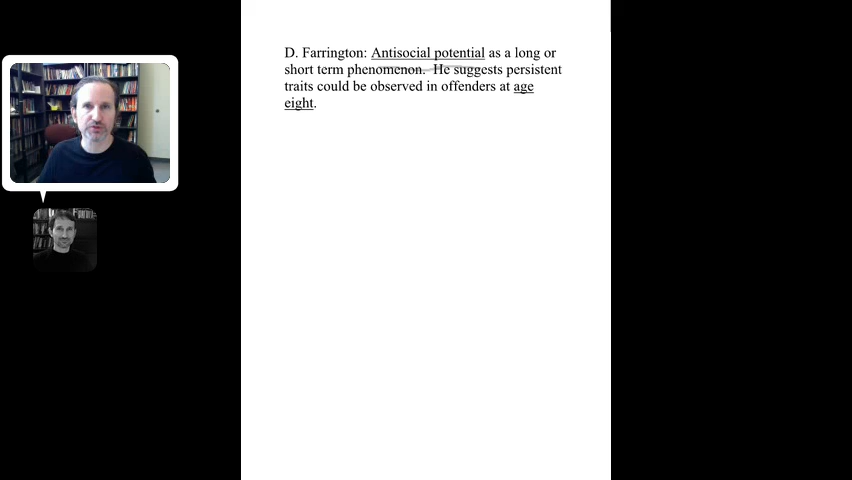 D. Farrington: Antisocial potential as a long or
short term phenomenon.  He suggests persistent
traits could be observed in offenders at age
eight.